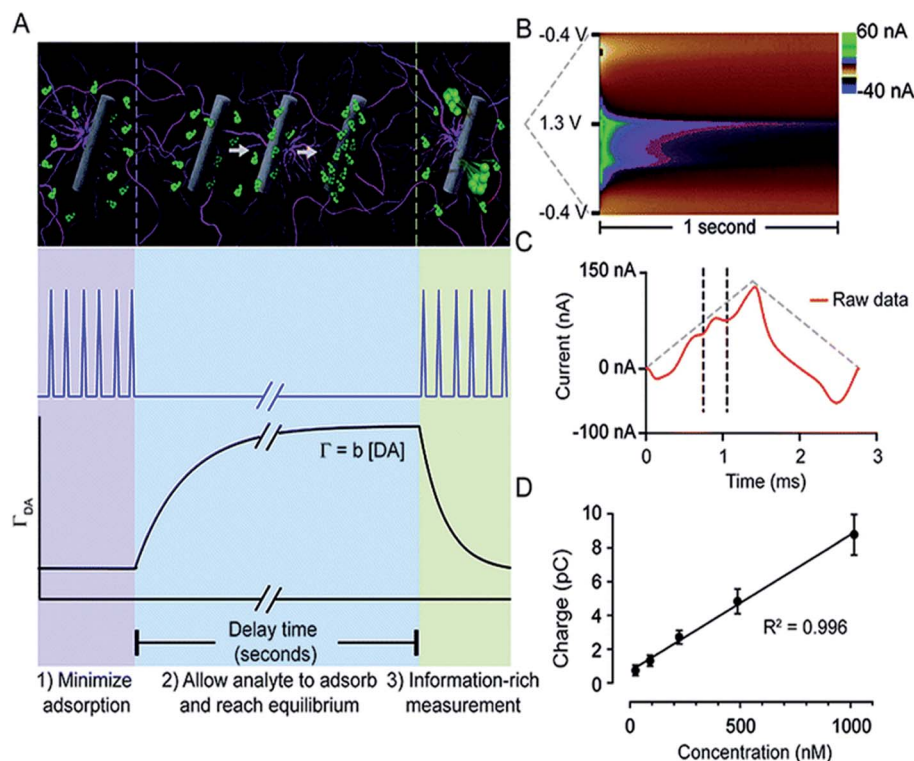 A
Γ = b [DA]
Γ DA
Delay time
(seconds)
1) Minimize
adsorption
2) Allow analyte to adsorb
and reach equilibrium
3) Information-rich
measurement
B
-0.4 V
1.3 V
-0.4 V
60 nA
-40 nA
1 second
C
150 nA
0 nA
-100 nA
Current (nA)
Raw data
0
1
2
3
Time (ms)
D
10
8
6
4
2
0
Charge (pC)
R² = 0.996
0
500
1000
Concentration (nM)